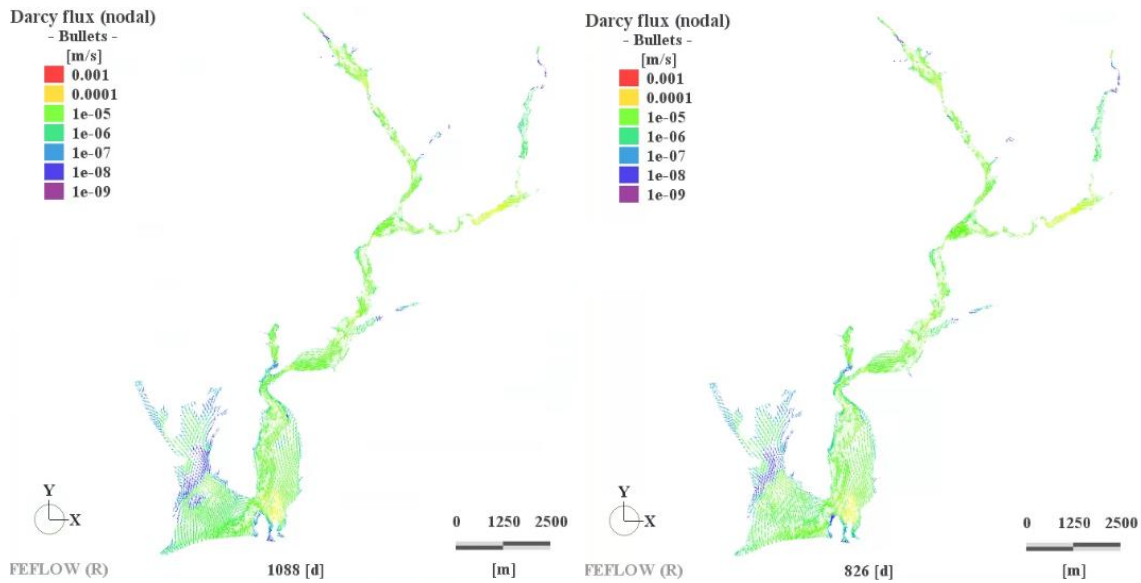 Darcy flux (nodal)
- Bullets -
[m/s]
0.001
0.0001
1e-05
1e-06
1e-07
1e-08
1e-09
Y
X
0 1250 2500
FEFLOW (R)
1088 [d]
[m]
Darcy flux (nodal)
- Bullets -
[m/s]
0.001
0.0001
1e-05
1e-06
1e-07
1e-08
1e-09
Y
X
0 1250 2500
FEFLOW (R)
826 [d]
[m]